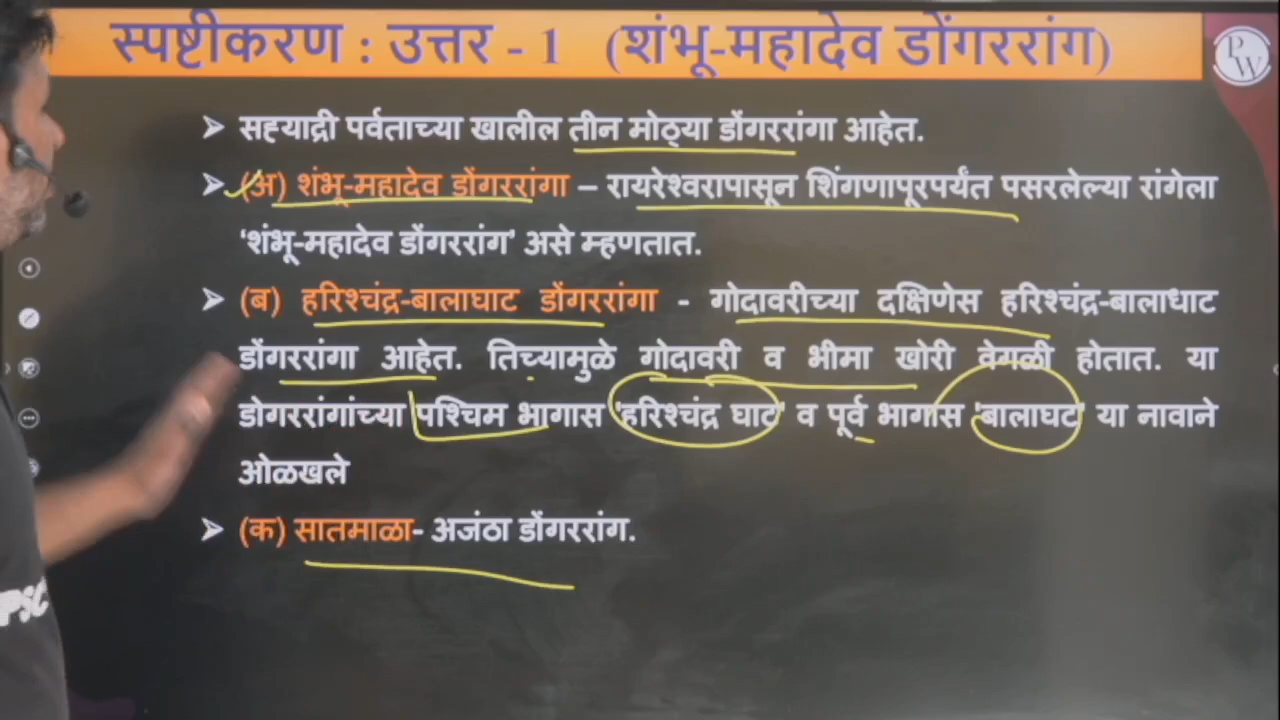 स्पष्टीकरण : उत्तर - 1 (शंभू-महादेव डोंगररांग)
PW
➤ सह्याद्री पर्वताच्या खालील तीन मोठ्या डोंगररांगा आहेत.
➤ (अ) शंभू-महादेव डोंगररांगा – रायरेश्वरापासून शिंगणापूरपर्यंत पसरलेल्या रांगेला
‘शंभू-महादेव डोंगररांग’ असे म्हणतात.
➤ (ब) हरिश्चंद्र-बालाघाट डोंगररांगा - गोदावरीच्या दक्षिणेस हरिश्चंद्र-बालाधाट
डोंगररांगा आहेत. तिच्यामुळे गोदावरी व भीमा खोरी वेगळी होतात. या
डोगररांगांच्या पश्चिम भागास 'हरिश्चंद्र घाट' व पूर्व भागास 'बालाघट' या नावाने
ओळखले
➤ (क) सातमाळा- अजंठा डोंगररांग.
PSC